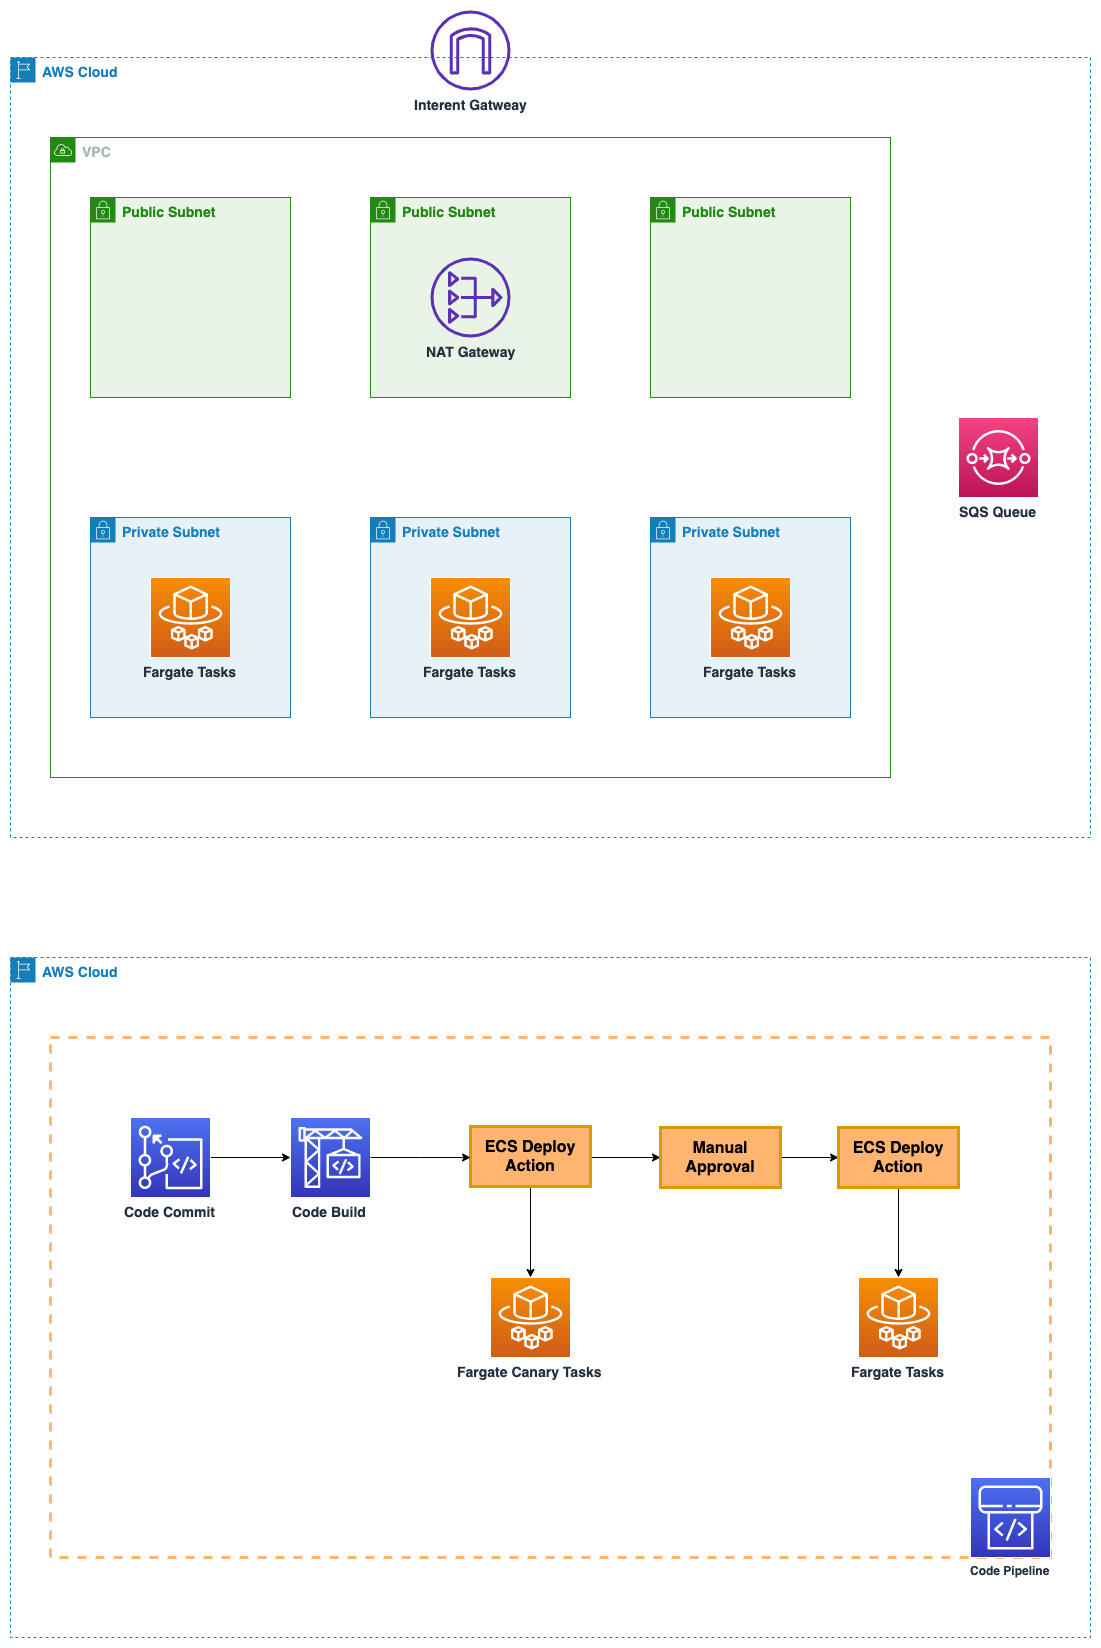 AWS Cloud
Interent Gatweay
VPC
Public Subnet
Public Subnet
Public Subnet
NAT Gateway
SQS Queue
Private Subnet
Private Subnet
Private Subnet
Fargate Tasks
Fargate Tasks
Fargate Tasks
AWS Cloud
Code Commit
Code Build
ECS Deploy
Action
Manual
Approval
ECS Deploy
Action
Fargate Canary Tasks
Fargate Tasks
Code Pipeline